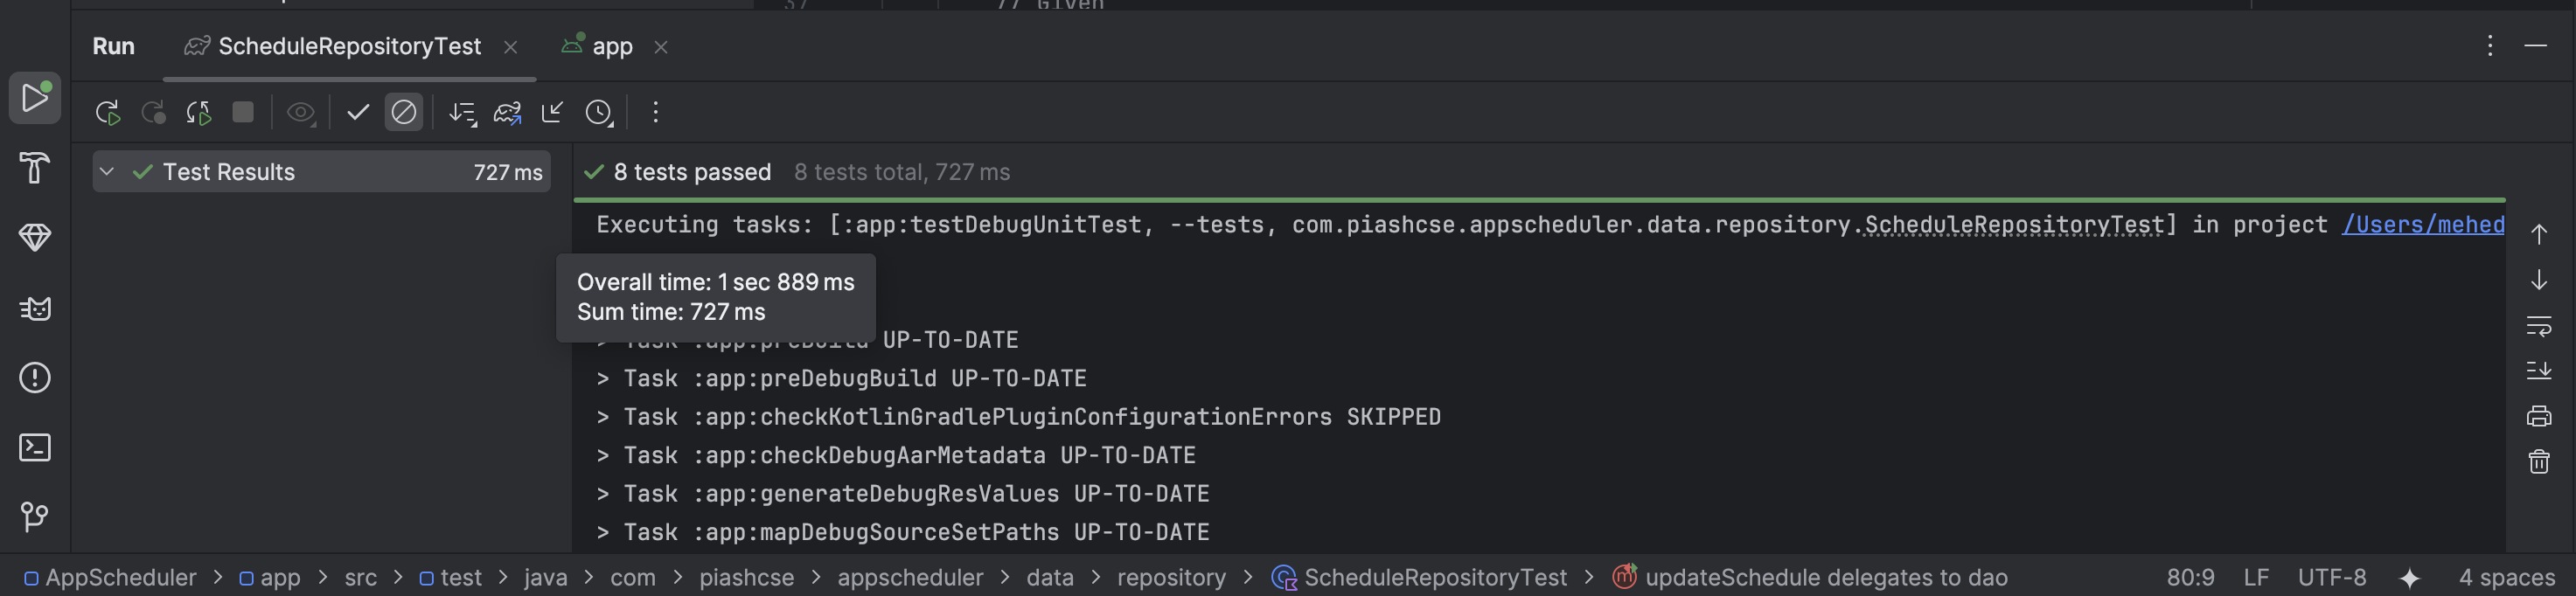 37 // Given
Run ScheduleRepositoryTest app
Test Results 727 ms
8 tests passed 8 tests total, 727 ms
Executing tasks: [:app:testDebugUnitTest, --tests, com.piashcse.appscheduler.data.repository.ScheduleRepositoryTest] in project /Users/mehed
Overall time: 1 sec 889 ms
Sum time: 727 ms
> Task :app:preBuild UP-TO-DATE
> Task :app:preDebugBuild UP-TO-DATE
> Task :app:checkKotlinGradlePluginConfigurationErrors SKIPPED
> Task :app:checkDebugAarMetadata UP-TO-DATE
> Task :app:generateDebugResValues UP-TO-DATE
> Task :app:mapDebugSourceSetPaths UP-TO-DATE
AppScheduler > app > src > test > java > com > piashcse > appscheduler > data > repository > ScheduleRepositoryTest > updateSchedule delegates to dao 80:9 LF UTF-8 4 spaces